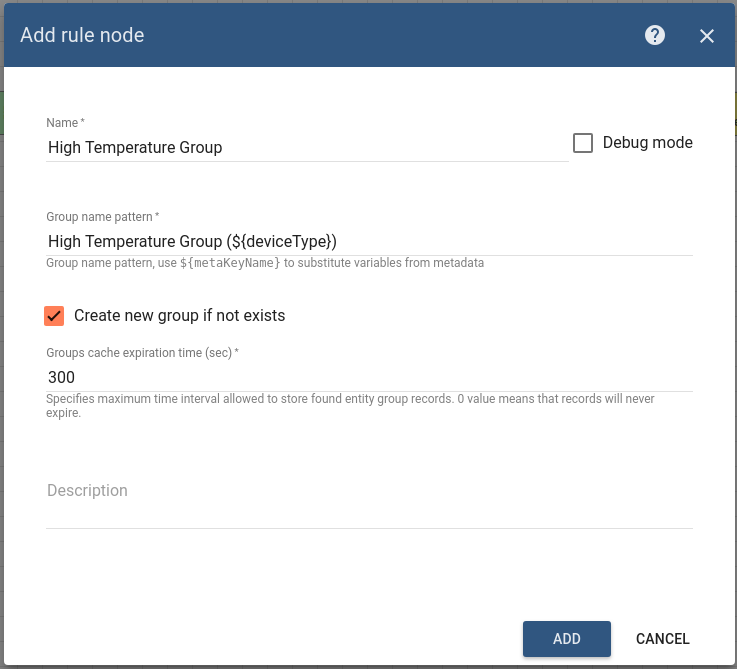 Add rule node
Name *
High Temperature Group
Debug mode
Group name pattern *
High Temperature Group (${deviceType})
Group name pattern, use ${metaKeyName} to substitute variables from metadata
Create new group if not exists
Groups cache expiration time (sec) *
300
Specifies maximum time interval allowed to store found entity group records. 0 value means that records will never
expire.
Description
ADD
CANCEL